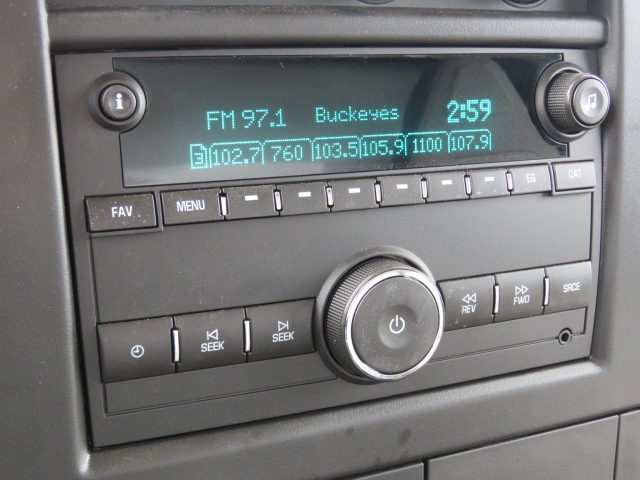 i
FM 97.1 Buckeyes 2:59
3 102.7 760 103.5 105.9 1100 107.9
FAV MENU EQ CAT
SEEK SEEK REV FWD SRCE